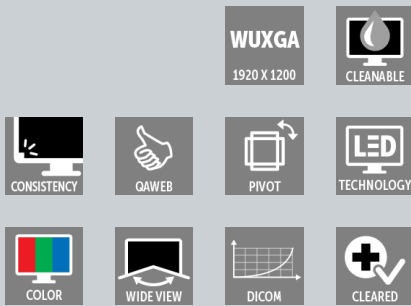 WUXGA
1920 X 1200
CLEANABLE
CONSISTENCY
QAWEB
PIVOT
LED
TECHNOLOGY
COLOR
WIDE VIEW
DICOM
CLEARED